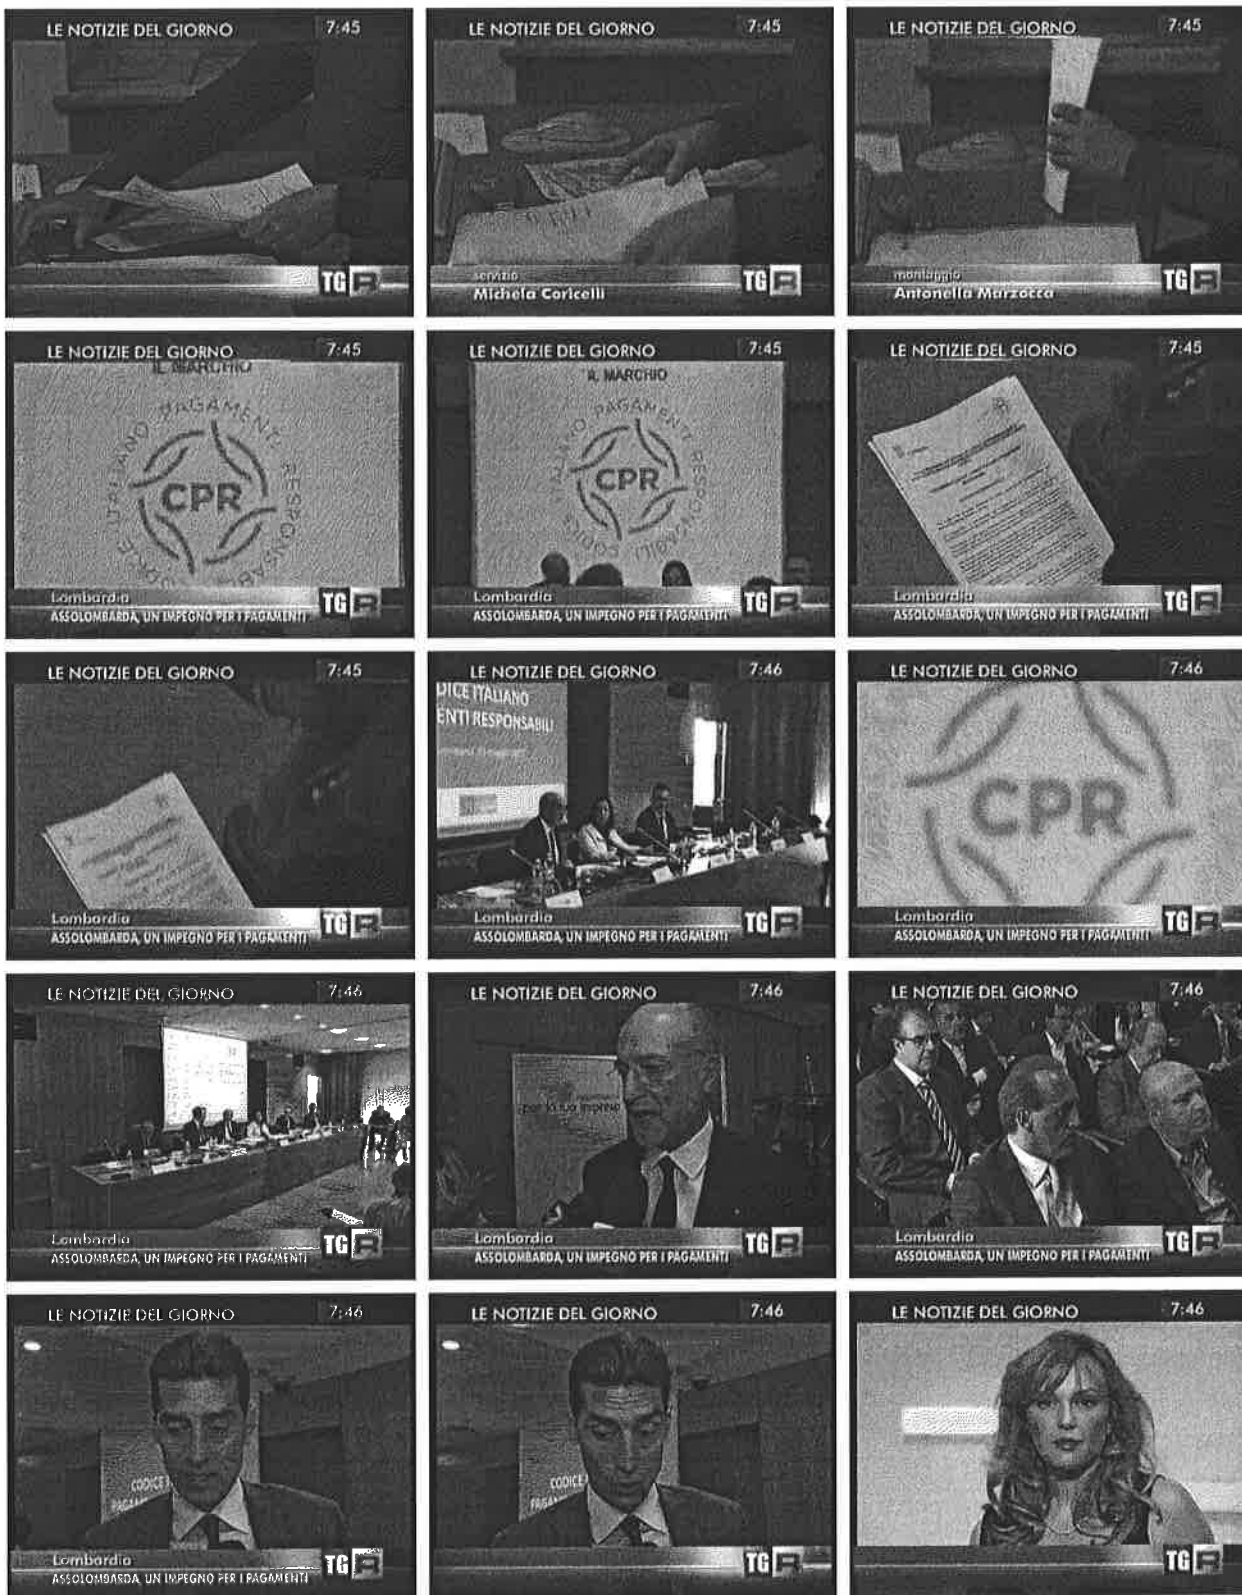 LE NOTIZIE DEL GIORNO 7:45
TG R
LE NOTIZIE DEL GIORNO 7:45
servizio
Michela Coricelli
TG R
LE NOTIZIE DEL GIORNO 7:45
montaggio
Antonella Marzocca
TG R
LE NOTIZIE DEL GIORNO 7:45
IL MARCHIO
ITALIANO PAGAMENTI RESPONSABILI
CPR
Lombardia
ASSOLOMBARDA, UN IMPEGNO PER I PAGAMENTI
TG R
LE NOTIZIE DEL GIORNO 7:45
IL MARCHIO
CODICE ITALIANO PAGAMENTI RESPONSABILI
CPR
Lombardia
ASSOLOMBARDA, UN IMPEGNO PER I PAGAMENTI
TG R
LE NOTIZIE DEL GIORNO 7:45
Lombardia
ASSOLOMBARDA, UN IMPEGNO PER I PAGAMENTI
TG R
LE NOTIZIE DEL GIORNO 7:45
Lombardia
ASSOLOMBARDA, UN IMPEGNO PER I PAGAMENTI
TG R
LE NOTIZIE DEL GIORNO 7:46
DICE ITALIANO
ENTI RESPONSABILI
Lombardia
ASSOLOMBARDA, UN IMPEGNO PER I PAGAMENTI
TG R
LE NOTIZIE DEL GIORNO 7:46
CPR
Lombardia
ASSOLOMBARDA, UN IMPEGNO PER I PAGAMENTI
TG R
LE NOTIZIE DEL GIORNO 7:46
Lombardia
ASSOLOMBARDA, UN IMPEGNO PER I PAGAMENTI
TG R
LE NOTIZIE DEL GIORNO 7:46
per la tua impresa
Lombardia
ASSOLOMBARDA, UN IMPEGNO PER I PAGAMENTI
TG R
LE NOTIZIE DEL GIORNO 7:46
Lombardia
ASSOLOMBARDA, UN IMPEGNO PER I PAGAMENTI
TG R
LE NOTIZIE DEL GIORNO 7:46
CODICE
Lombardia
ASSOLOMBARDA, UN IMPEGNO PER I PAGAMENTI
TG R
LE NOTIZIE DEL GIORNO 7:46
CODICE
TG R
LE NOTIZIE DEL GIORNO 7:46
TG R